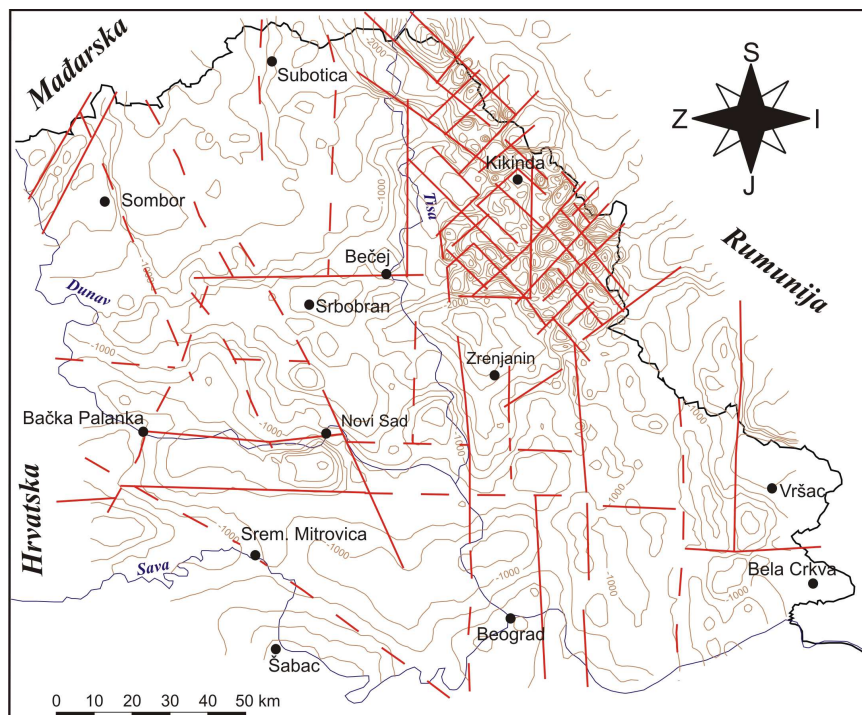 Mađarska
Subotica
-2000
S
Z
I
J
Kikinda
Sombor
-1000
Tisa
Rumunija
Bečej
-1000
Dunav
Srbobran
-1000
-1000
Zrenjanin
-1000
Bačka Palanka
Novi Sad
-1000
Hrvatska
Vršac
-1000
Srem. Mitrovica
-1000
Sava
-1000
-1000
Bela Crkva
Beograd
Šabac
0 10 20 30 40 50 km